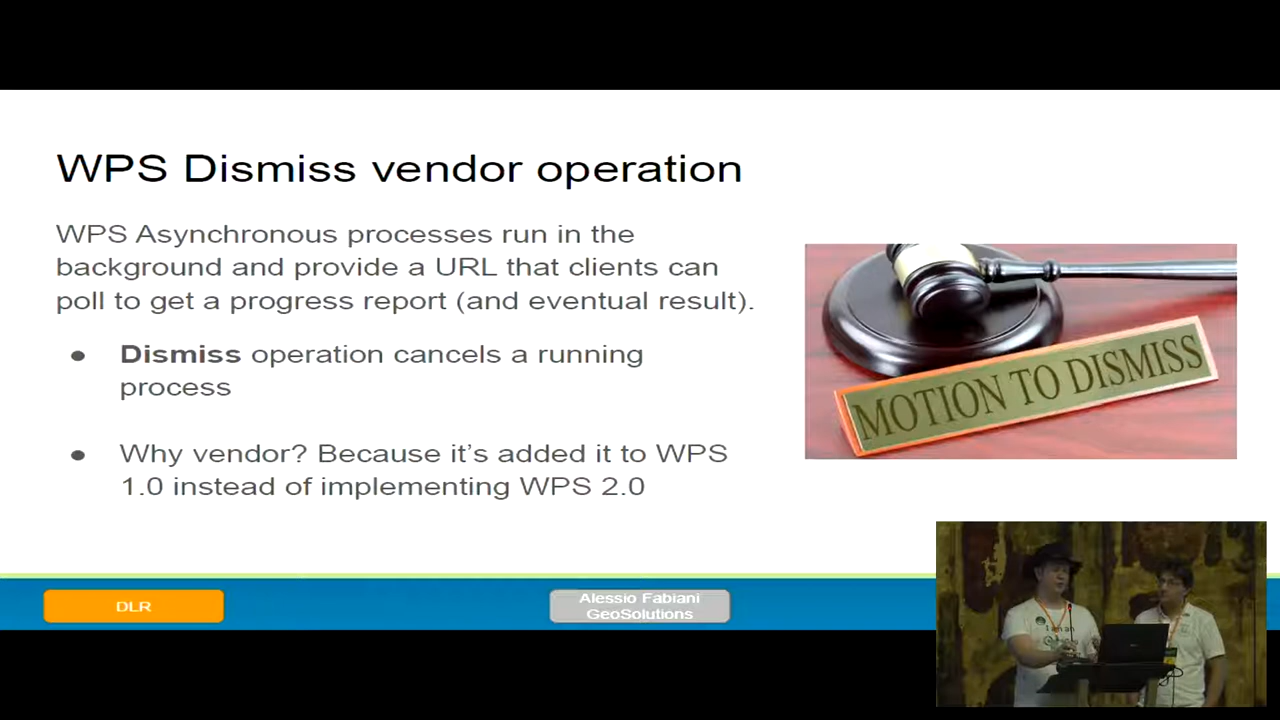 WPS Dismiss vendor operation
WPS Asynchronous processes run in the
background and provide a URL that clients can
poll to get a progress report (and eventual result).
● Dismiss operation cancels a running
process
● Why vendor? Because it's added it to WPS
1.0 instead of implementing WPS 2.0
MOTION TO DISMISS
DLR
Alessio Fabiani
GeoSolutions